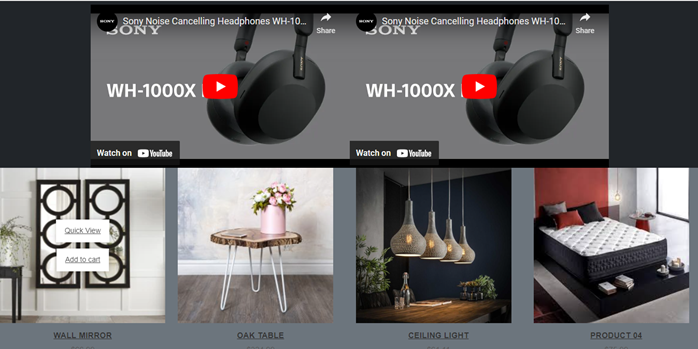 SONY Sony Noise Cancelling Headphones WH-10...
Share
SONY
WH-1000X
Watch on YouTube
SONY Sony Noise Cancelling Headphones WH-10...
Share
SONY
WH-1000X
Watch on YouTube
Quick View
Add to cart
WALL MIRROR
OAK TABLE
CEILING LIGHT
PRODUCT 04